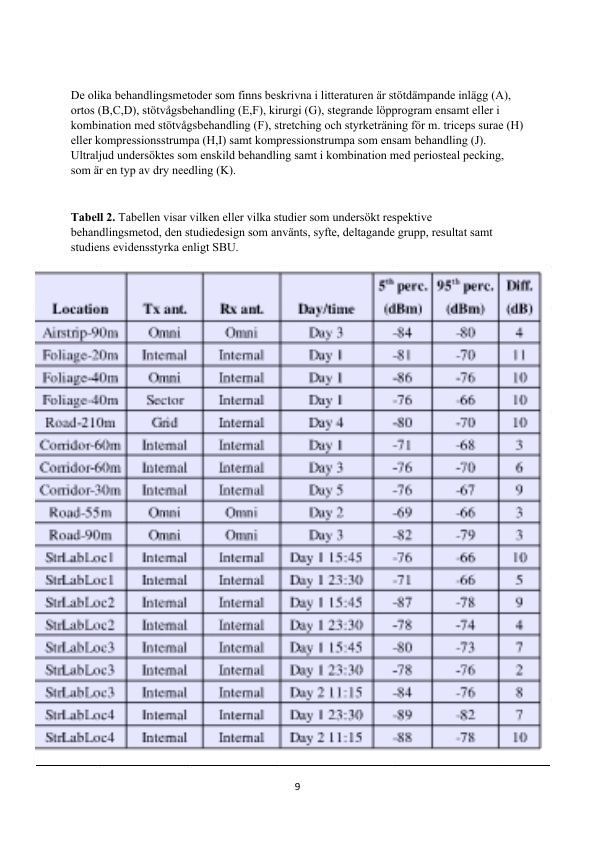 De olika behandlingsmetoder som finns beskrivna i litteraturen är stötdämpande inlägg (A),
ortos (B,C,D), stötvågsbehandling (E,F), kirurgi (G), stegrande löpprogram ensamt eller i
kombination med stötvågsbehandling (F), stretching och styrketräning för m. triceps surae (H)
eller kompressionsstrumpa (H,I) samt kompressionstrumpa som ensam behandling (J).
Ultraljud undersöktes som enskild behandling samt i kombination med periosteal pecking,
som är en typ av dry needling (K).
Tabell 2. Tabellen visar vilken eller vilka studier som undersökt respektive
behandlingsmetod, den studiedesign som använts, syfte, deltagande grupp, resultat samt
studiens evidensstyrka enligt SBU.
Location Tx ant. Rx ant. Day/time 5th perc. (dBm) 95th perc. (dBm) Diff. (dB)
Airstrip-90m Omni Omni Day 3 -84 -80 4
Foliage-20m Internal Internal Day 1 -81 -70 11
Foliage-40m Omni Internal Day 1 -86 -76 10
Foliage-40m Sector Internal Day 1 -76 -66 10
Road-210m Grid Internal Day 4 -80 -70 10
Corridor-60m Internal Internal Day 1 -71 -68 3
Corridor-60m Internal Internal Day 3 -76 -70 6
Corridor-30m Internal Internal Day 5 -76 -67 9
Road-55m Omni Omni Day 2 -69 -66 3
Road-90m Omni Omni Day 3 -82 -79 3
StrLabLoc1 Internal Internal Day 1 15:45 -76 -66 10
StrLabLoc1 Internal Internal Day 1 23:30 -71 -66 5
StrLabLoc2 Internal Internal Day 1 15:45 -87 -78 9
StrLabLoc2 Internal Internal Day 1 23:30 -78 -74 4
StrLabLoc3 Internal Internal Day 1 15:45 -80 -73 7
StrLabLoc3 Internal Internal Day 1 23:30 -78 -76 2
StrLabLoc3 Internal Internal Day 2 11:15 -84 -76 8
StrLabLoc4 Internal Internal Day 1 23:30 -89 -82 7
StrLabLoc4 Internal Internal Day 2 11:15 -88 -78 10
9